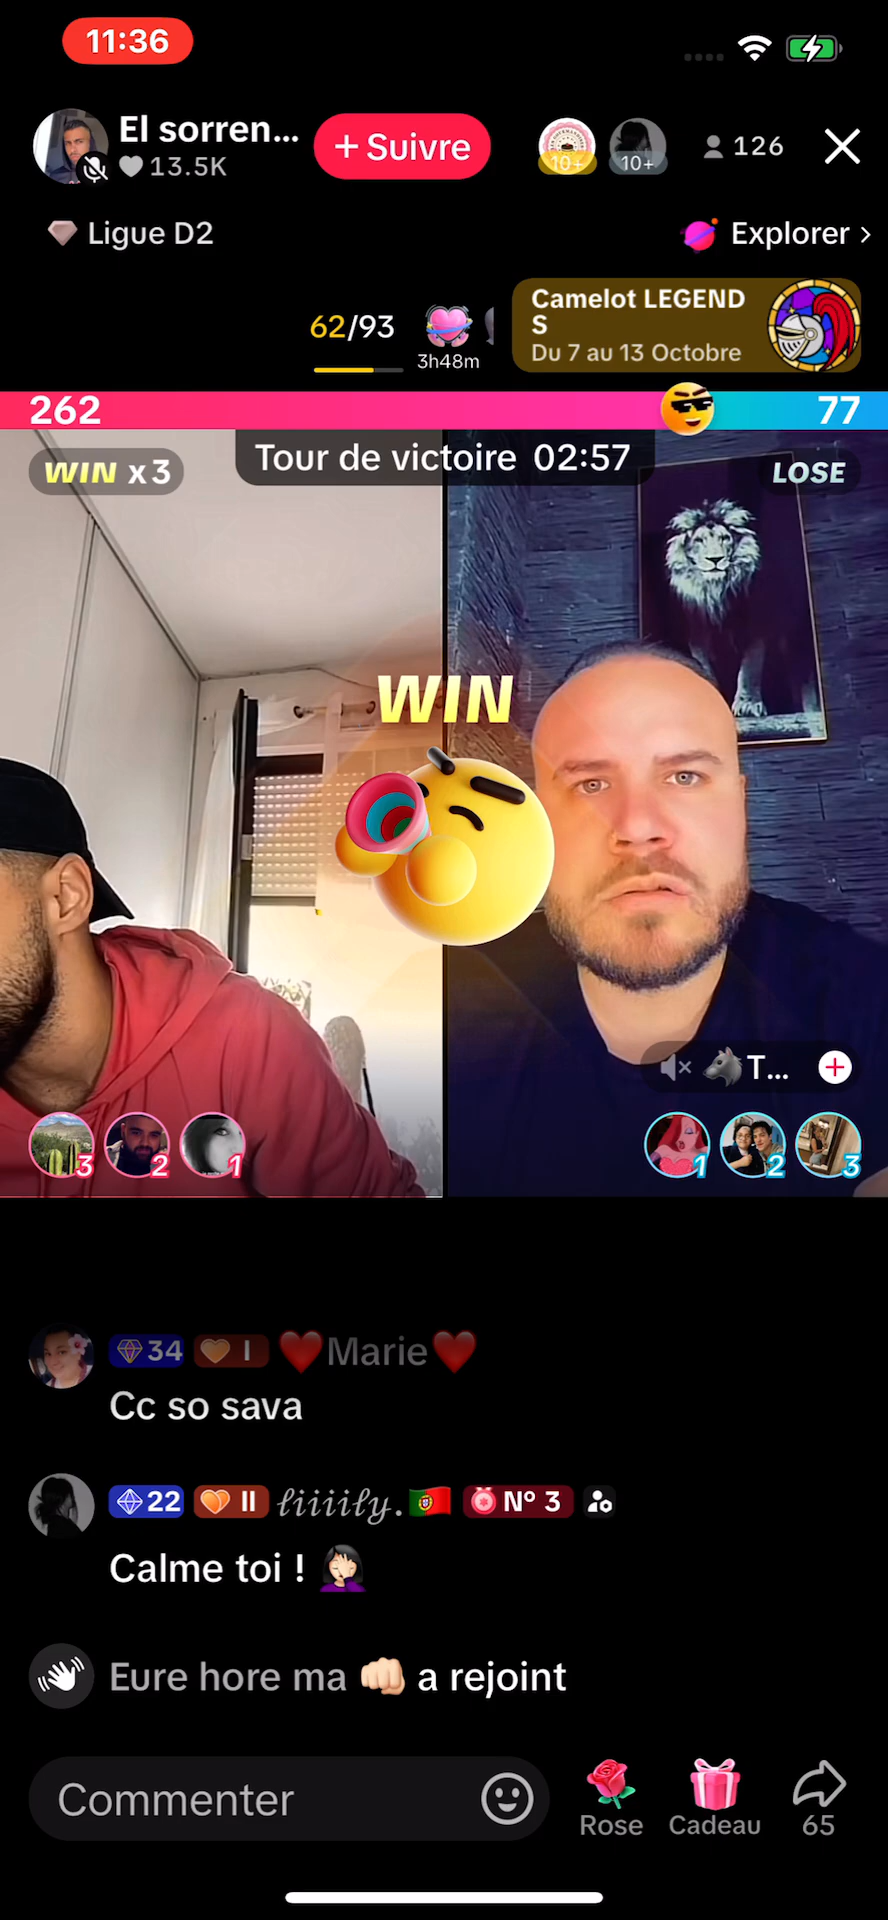 11:36
El sorren...
13.5K
+ Suivre
10+
10+
126
Ligue D2
Explorer >
62/93
3h48m
Camelot LEGEND
S
Du 7 au 13 Octobre
262
77
WIN x3
Tour de victoire 02:57
LOSE
WIN
T...
3
2
1
1
2
3
34 I ❤️Marie❤️
Cc so sava
22 II 𝓁𝒾𝒾𝒾𝒾𝓁𝓎.🇵🇹 N° 3
Calme toi ! 🤦🏻‍♀️
Eure hore ma 👊🏻 a rejoint
Commenter
Rose
Cadeau
65